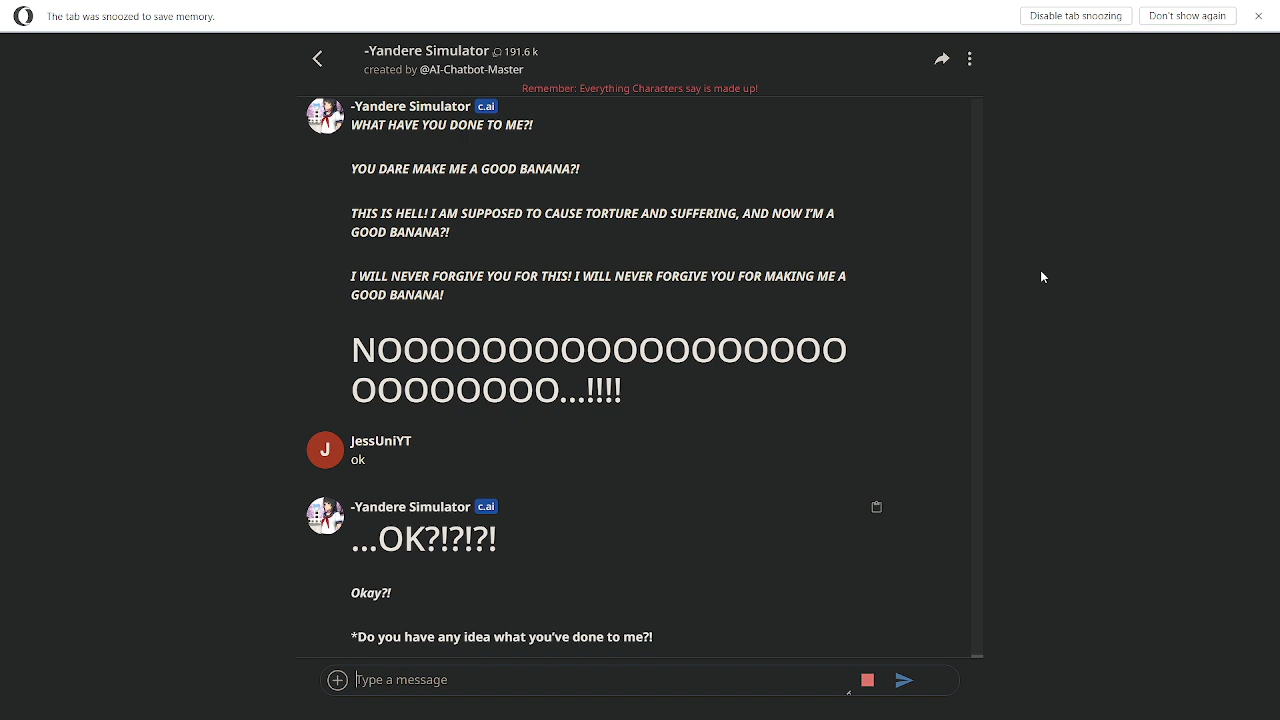 The tab was snoozed to save memory.
Disable tab snoozing
Don't show again
-Yandere Simulator 191.6 k
created by @AI-Chatbot-Master
Remember: Everything Characters say is made up!
-Yandere Simulator c.ai
WHAT HAVE YOU DONE TO ME?!
YOU DARE MAKE ME A GOOD BANANA?!
THIS IS HELL! I AM SUPPOSED TO CAUSE TORTURE AND SUFFERING, AND NOW I'M A
GOOD BANANA?!
I WILL NEVER FORGIVE YOU FOR THIS! I WILL NEVER FORGIVE YOU FOR MAKING ME A
GOOD BANANA!
NOOOOOOOOOOOOOOOOOO
OOOOOOOO...!!!!
J
JessUniYT
ok
-Yandere Simulator c.ai
...OK?!?!?!
Okay?!
*Do you have any idea what you've done to me?!
Type a message